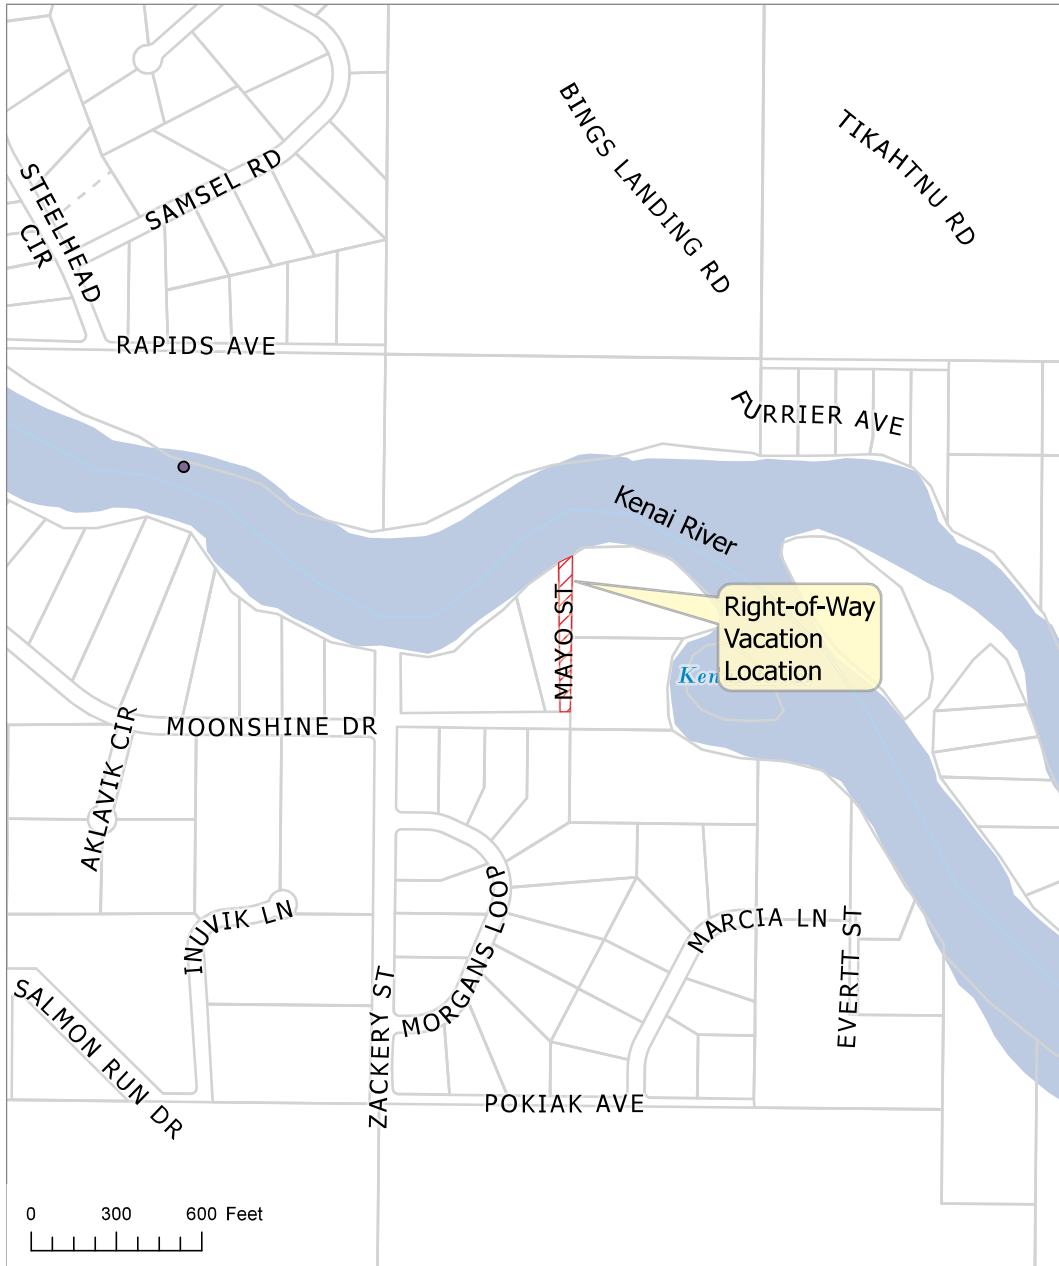 BINGS LANDING RD
TIKAHTNU RD
STEELHEAD
CIR
SAMSEL RD
RAPIDS AVE
FURRIER AVE
Kenai River
Right-of-Way
Vacation
Location
MAYO ST
Ken
MOONSHINE DR
AKLAVIK CIR
INUVIK LN
MORGANS LOOP
MARCIA LN
EVERTT ST
SALMON RUN DR
ZACKERY ST
POKIAK AVE
0 300 600 Feet